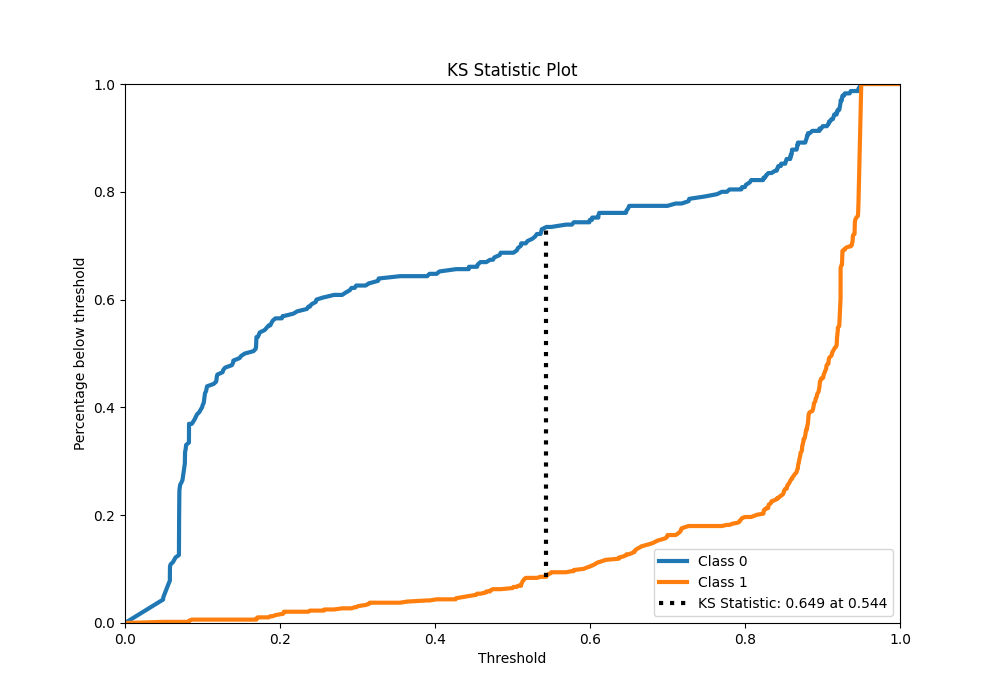 KS Statistic Plot
1.0
0.8
0.6
0.4
0.2
0.0
Percentage below threshold
0.0 0.2 0.4 0.6 0.8 1.0
Threshold
Class 0
Class 1
KS Statistic: 0.649 at 0.544